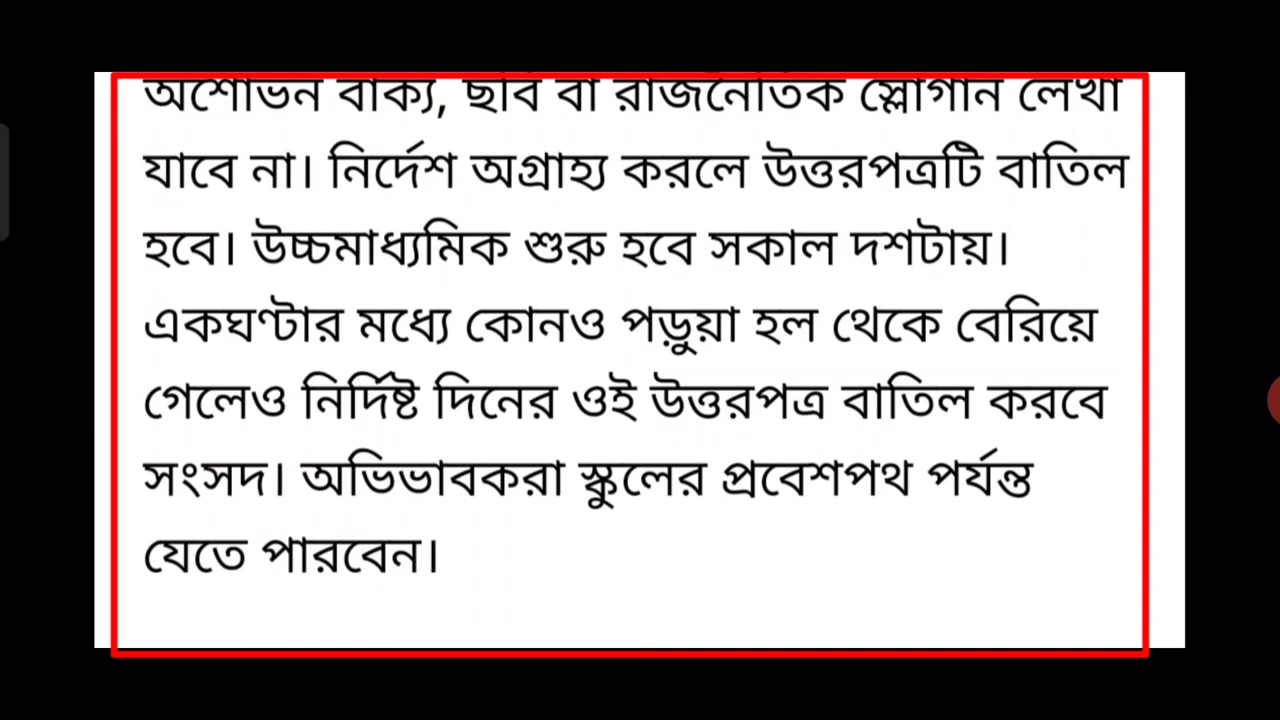 অশোভন বাক্য, ছবি বা রাজনৈতিক স্লোগান লেখা
যাবে না। নির্দেশ অগ্রাহ্য করলে উত্তরপত্রটি বাতিল
হবে। উচ্চমাধ্যমিক শুরু হবে সকাল দশটায়।
একঘণ্টার মধ্যে কোনও পড়ুয়া হল থেকে বেরিয়ে
গেলেও নির্দিষ্ট দিনের ওই উত্তরপত্র বাতিল করবে
সংসদ। অভিভাবকরা স্কুলের প্রবেশপথ পর্যন্ত
যেতে পারবেন।